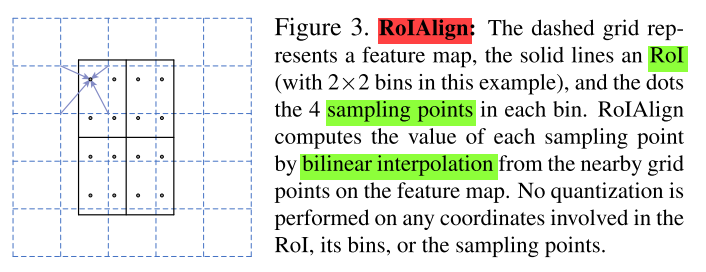 Figure 3. RoIAlign: The dashed grid rep-
resents a feature map, the solid lines an RoI
(with 2×2 bins in this example), and the dots
the 4 sampling points in each bin. RoIAlign
computes the value of each sampling point
by bilinear interpolation from the nearby grid
points on the feature map. No quantization is
performed on any coordinates involved in the
RoI, its bins, or the sampling points.